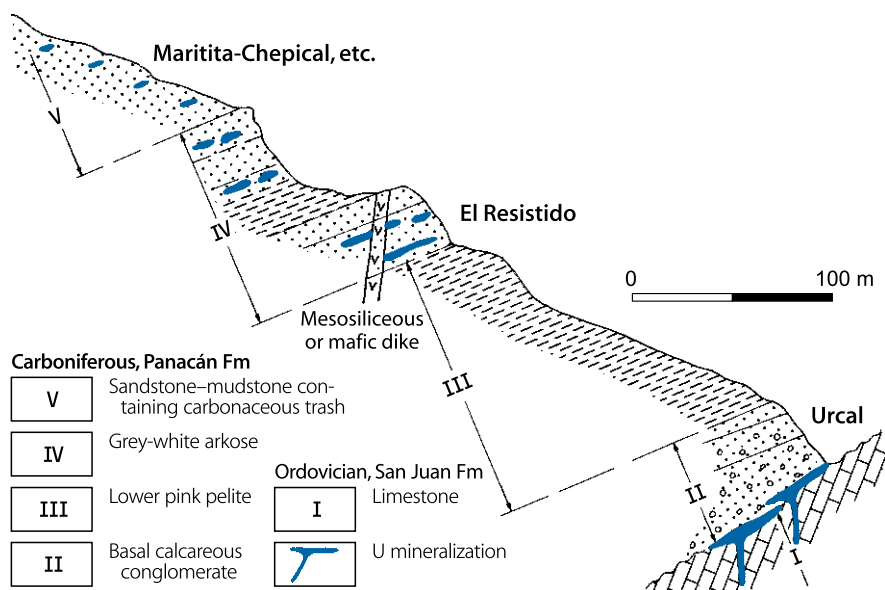 Maritita-Chepical, etc.
V
IV
El Resistido
0 100 m
Mesosiliceous
or mafic dike
III
Urcal
II
I
v
v
v
v
Carboniferous, Panacán Fm
V Sandstone–mudstone con-
taining carbonaceous trash
IV Grey-white arkose
III Lower pink pelite
II Basal calcareous
conglomerate
Ordovician, San Juan Fm
I Limestone
U mineralization